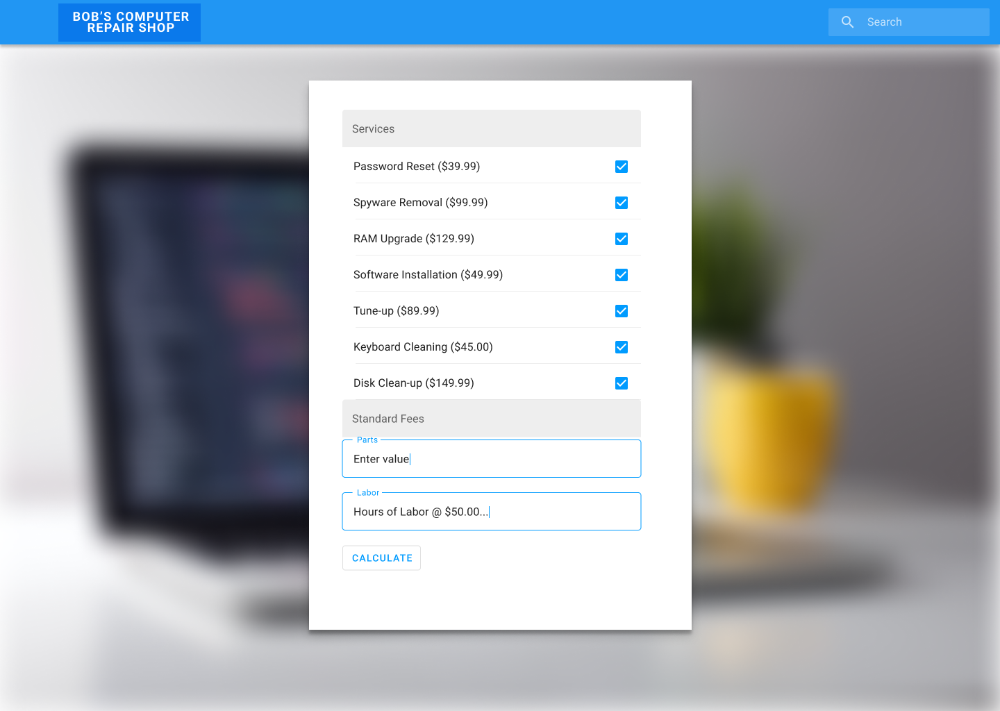 BOB’S COMPUTER
REPAIR SHOP
Search
Services
Password Reset ($39.99)
Spyware Removal ($99.99)
RAM Upgrade ($129.99)
Software Installation ($49.99)
Tune-up ($89.99)
Keyboard Cleaning ($45.00)
Disk Clean-up ($149.99)
Standard Fees
Parts
Enter value
Labor
Hours of Labor @ $50.00...
CALCULATE